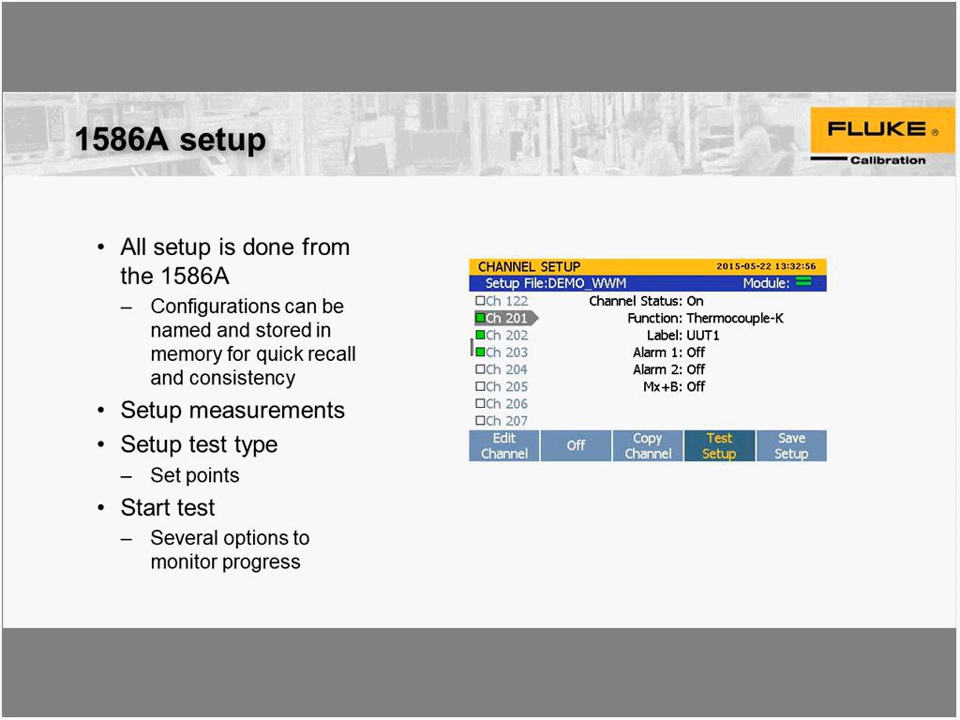 1586A setup
FLUKE ®
Calibration
• All setup is done from
the 1586A
– Configurations can be
named and stored in
memory for quick recall
and consistency
• Setup measurements
• Setup test type
– Set points
• Start test
– Several options to
monitor progress
CHANNEL SETUP 2015-05-22 13:32:56
Setup File:DEMO_WWM Module:
Ch 122 Channel Status: On
Ch 201 Function: Thermocouple-K
Ch 202 Label: UUT1
Ch 203 Alarm 1: Off
Ch 204 Alarm 2: Off
Ch 205 Mx+B: Off
Ch 206
Ch 207
Edit Channel Off Copy Channel Test Setup Save Setup